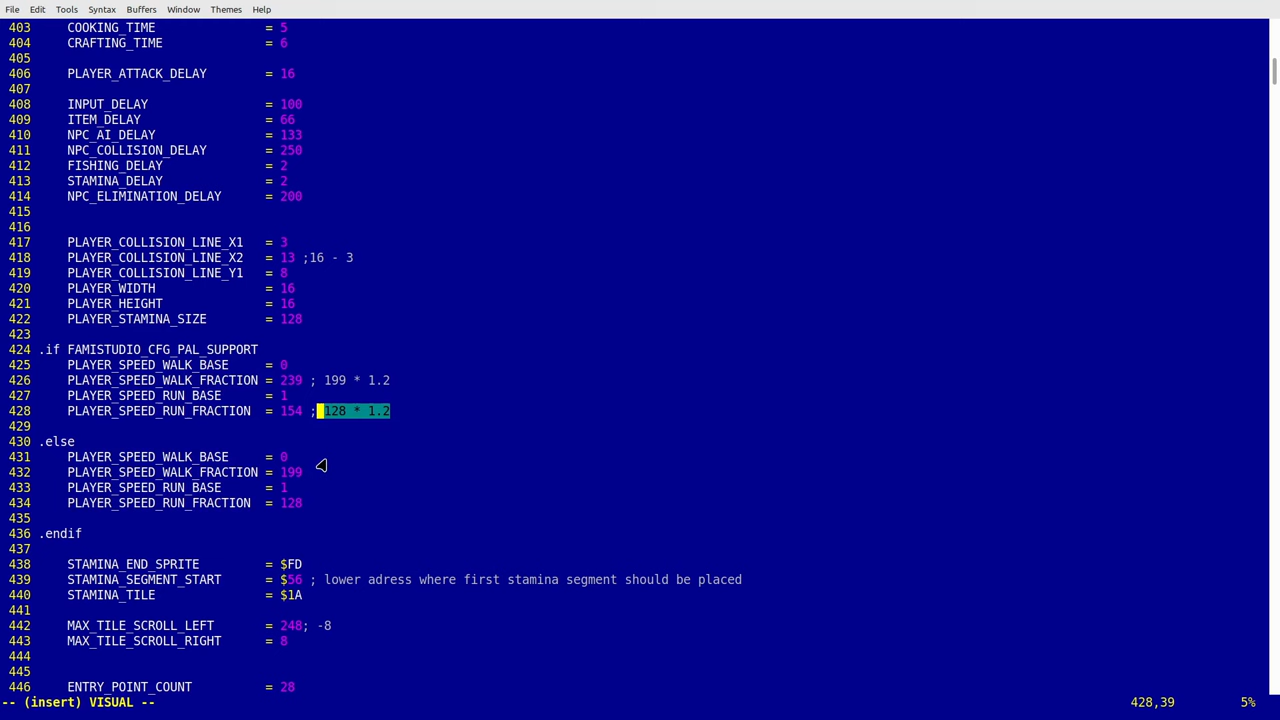 File Edit Tools Syntax Buffers Window Themes Help
403 COOKING_TIME = 5
404 CRAFTING_TIME = 6
405
406 PLAYER_ATTACK_DELAY = 16
407
408 INPUT_DELAY = 100
409 ITEM_DELAY = 66
410 NPC_AI_DELAY = 133
411 NPC_COLLISION_DELAY = 250
412 FISHING_DELAY = 2
413 STAMINA_DELAY = 2
414 NPC_ELIMINATION_DELAY = 200
415
416
417 PLAYER_COLLISION_LINE_X1 = 3
418 PLAYER_COLLISION_LINE_X2 = 13 ;16 - 3
419 PLAYER_COLLISION_LINE_Y1 = 8
420 PLAYER_WIDTH = 16
421 PLAYER_HEIGHT = 16
422 PLAYER_STAMINA_SIZE = 128
423
424 .if FAMISTUDIO_CFG_PAL_SUPPORT
425 PLAYER_SPEED_WALK_BASE = 0
426 PLAYER_SPEED_WALK_FRACTION = 239 ; 199 * 1.2
427 PLAYER_SPEED_RUN_BASE = 1
428 PLAYER_SPEED_RUN_FRACTION = 154 ; 128 * 1.2
429
430 .else
431 PLAYER_SPEED_WALK_BASE = 0
432 PLAYER_SPEED_WALK_FRACTION = 199
433 PLAYER_SPEED_RUN_BASE = 1
434 PLAYER_SPEED_RUN_FRACTION = 128
435
436 .endif
437
438 STAMINA_END_SPRITE = $FD
439 STAMINA_SEGMENT_START = $56 ; lower adress where first stamina segment should be placed
440 STAMINA_TILE = $1A
441
442 MAX_TILE_SCROLL_LEFT = 248; -8
443 MAX_TILE_SCROLL_RIGHT = 8
444
445
446 ENTRY_POINT_COUNT = 28
-- (insert) VISUAL -- 428,39 5%